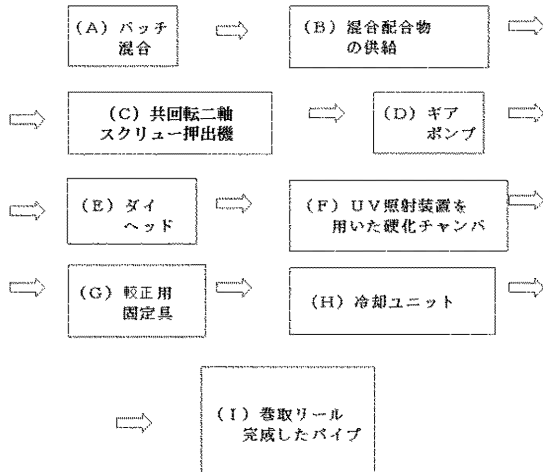 (A) バッチ
混合
(B) 混合配合物
の供給
(C) 共回転二軸
スクリュー押出機
(D) ギア
ポンプ
(E) ダイ
ヘッド
(F) UV照射装置を
用いた硬化チャンバ
(G) 較正用
固定具
(H) 冷却ユニット
(I) 巻取リール
完成したパイプ